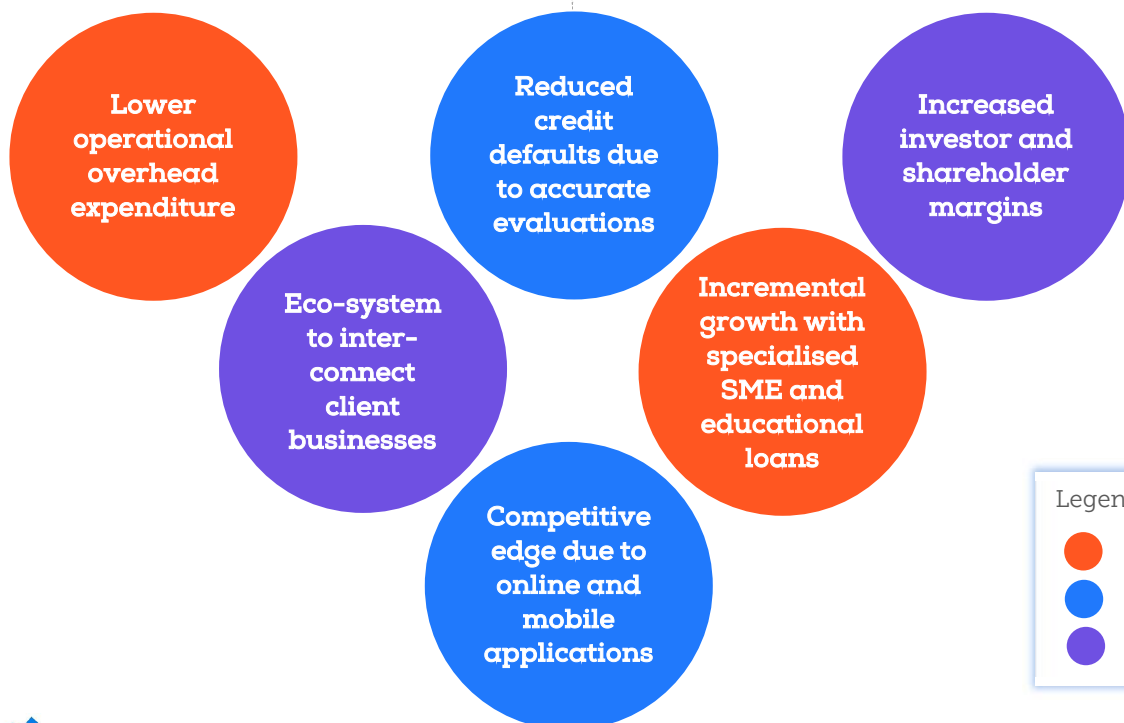 Lower
operational
overhead
expenditure
Reduced
credit
defaults due
to accurate
evaluations
Increased
investor and
shareholder
margins
Eco-system
to inter-
connect
client
businesses
Incremental
growth with
specialised
SME and
educational
loans
Competitive
edge due to
online and
mobile
applications
Legen